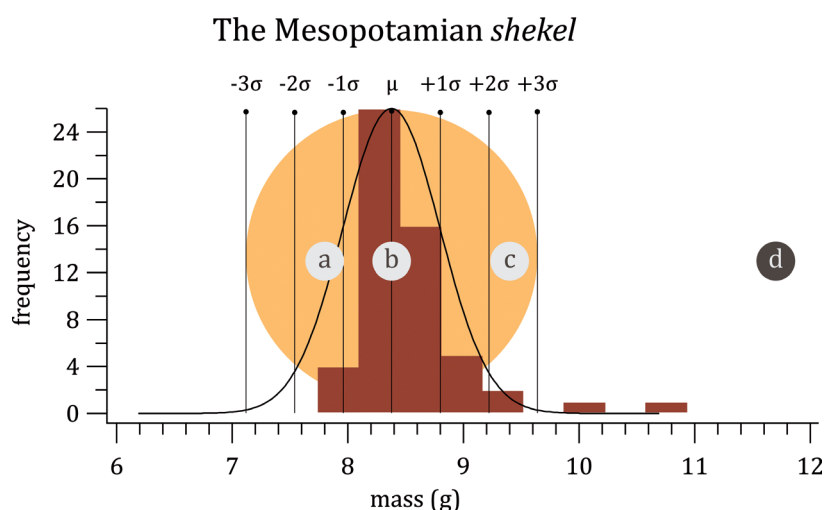 The Mesopotamian shekel
-3σ -2σ -1σ μ +1σ +2σ +3σ
24
20
16
12
8
4
0
frequency
a b c d
6 7 8 9 10 11 12
mass (g)